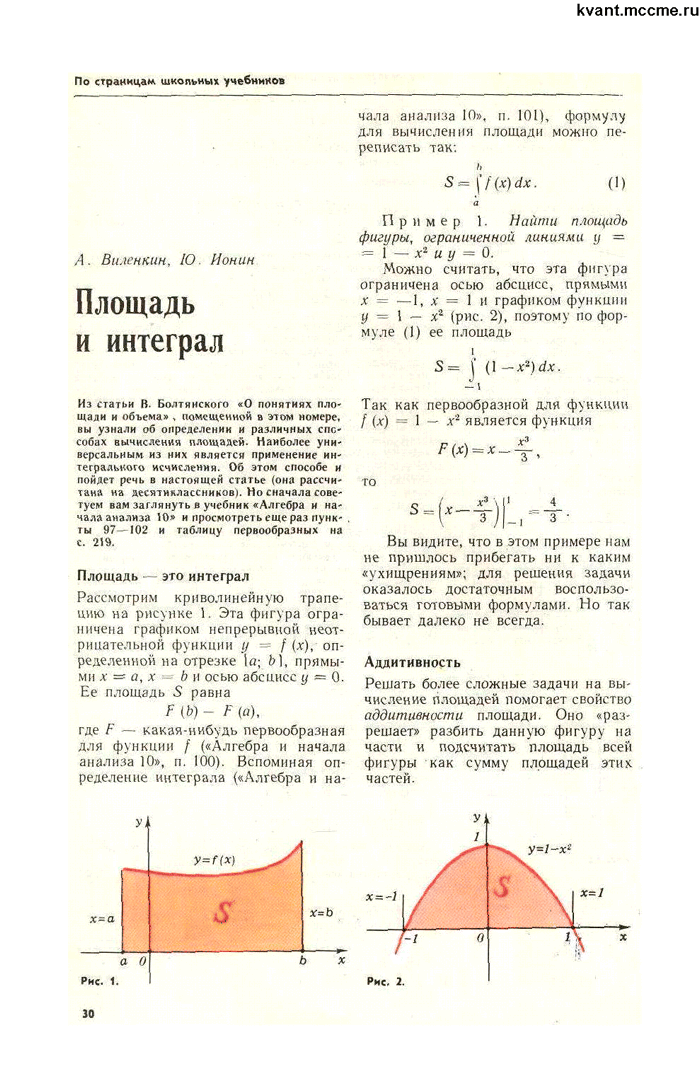 kvant.mccme.ru
По страницам школьных учебников
А. Виленкин, Ю. Ионин
Площадь
и интеграл
Из статьи В. Болтянского «О понятиях пло-
щади и объема» , помещенной в этом номере,
вы узнали об определении и различных спо-
собах вычисления площадей. Наиболее уни-
версальным из них является применение ин-
тегрального исчисления. Об этом способе и
пойдет речь в настоящей статье (она рассчи-
тана на десятиклассников). Но сначала сове-
туем вам заглянуть в учебник «Алгебра и на-
чала анализа 10» и просмотреть еще раз пунк-
ты 97—102 и таблицу первообразных на
с. 219.
Площадь — это интеграл
Рассмотрим криволинейную трапе-
цию на рисунке 1. Эта фигура огра-
ничена графиком непрерывной неот-
рицательной функции y = f (x), оп-
ределенной на отрезке [a; b], прямы-
ми x = a, x = b и осью абсцисс y = 0.
Ее площадь S равна
F (b) — F (a),
где F — какая-нибудь первообразная
для функции f («Алгебра и начала
анализа 10», п. 100). Вспоминая оп-
ределение интеграла («Алгебра и на-
чала анализа 10», п. 101), формулу
для вычисления площади можно пе-
реписать так:
S = ∫ₐᵇ f (x) dx. (1)
Пример 1. Найти площадь
фигуры, ограниченной линиями y =
= 1 — x² и y = 0.
Можно считать, что эта фигура
ограничена осью абсцисс, прямыми
x = —1, x = 1 и графиком функции
y = 1 — x² (рис. 2), поэтому по фор-
муле (1) ее площадь
S = ∫₋₁¹ (1 — x²) dx.
Так как первообразной для функции
f (x) = 1 — x² является функция
F (x) = x — x³/3,
то
S = (x — x³/3)|₋₁¹ = 4/3.
Вы видите, что в этом примере нам
не пришлось прибегать ни к каким
«ухищрениям»; для решения задачи
оказалось достаточным воспользо-
ваться готовыми формулами. Но так
бывает далеко не всегда.
Аддитивность
Решать более сложные задачи на вы-
числение площадей помогает свойство
аддитивности площади. Оно «раз-
решает» разбить данную фигуру на
части и подсчитать площадь всей
фигуры как сумму площадей этих
частей.
y
y=f(x)
S
x=a
x=b
a 0 b x
Рис. 1.
y
1
y=1-x²
S
x=-1
x=1
-1 0 1 x
Рис. 2.
30